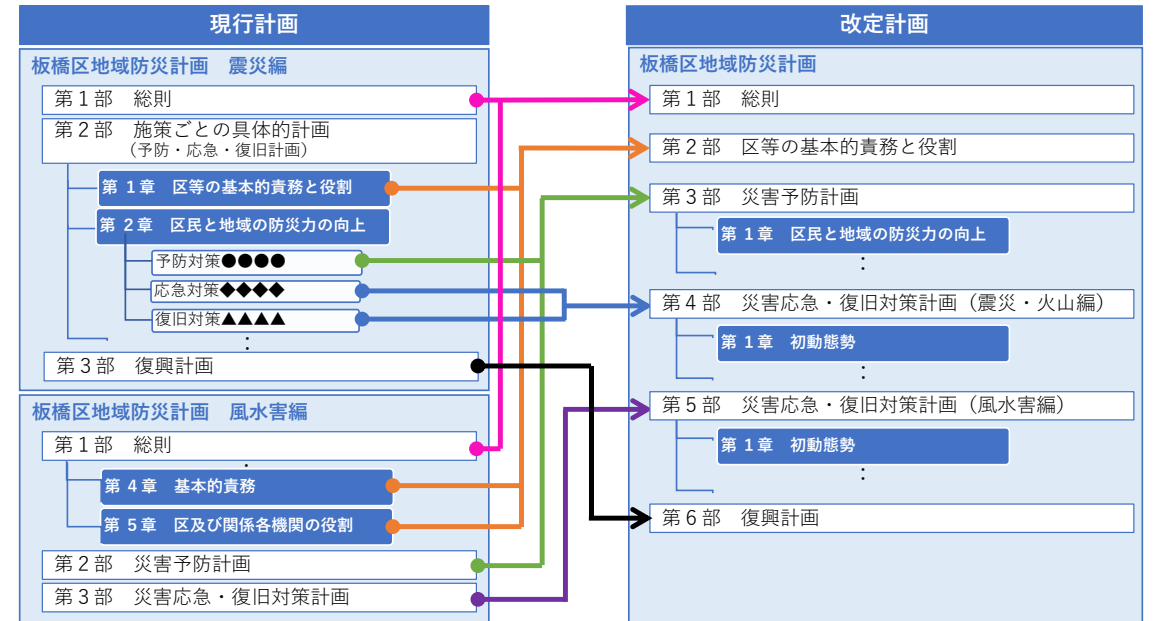 現行計画
板橋区地域防災計画　震災編
第１部　総則
第２部　施策ごとの具体的計画
（予防・応急・復旧計画）
第１章　区等の基本的責務と役割
第２章　区民と地域の防災力の向上
予防対策●●●●
応急対策◆◆◆◆
復旧対策▲▲▲▲
：
第３部　復興計画
板橋区地域防災計画　風水害編
第１部　総則
：
第４章　基本的責務
第５章　区及び関係各機関の役割
第２部　災害予防計画
第３部　災害応急・復旧対策計画
改定計画
板橋区地域防災計画
第１部　総則
第２部　区等の基本的責務と役割
第３部　災害予防計画
第１章　区民と地域の防災力の向上
：
第４部　災害応急・復旧対策計画（震災・火山編）
第１章　初動態勢
：
第５部　災害応急・復旧対策計画（風水害編）
第１章　初動態勢
：
第６部　復興計画